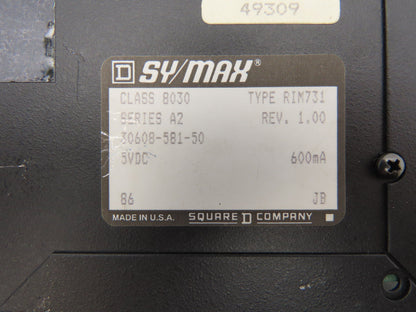 49309
SY/MAX®
CLASS 8030 TYPE RIM731
SERIES A2 REV. 1.00
30608-581-50
5VDC 600mA
86 JB
MADE IN U.S.A. SQUARE D COMPANY